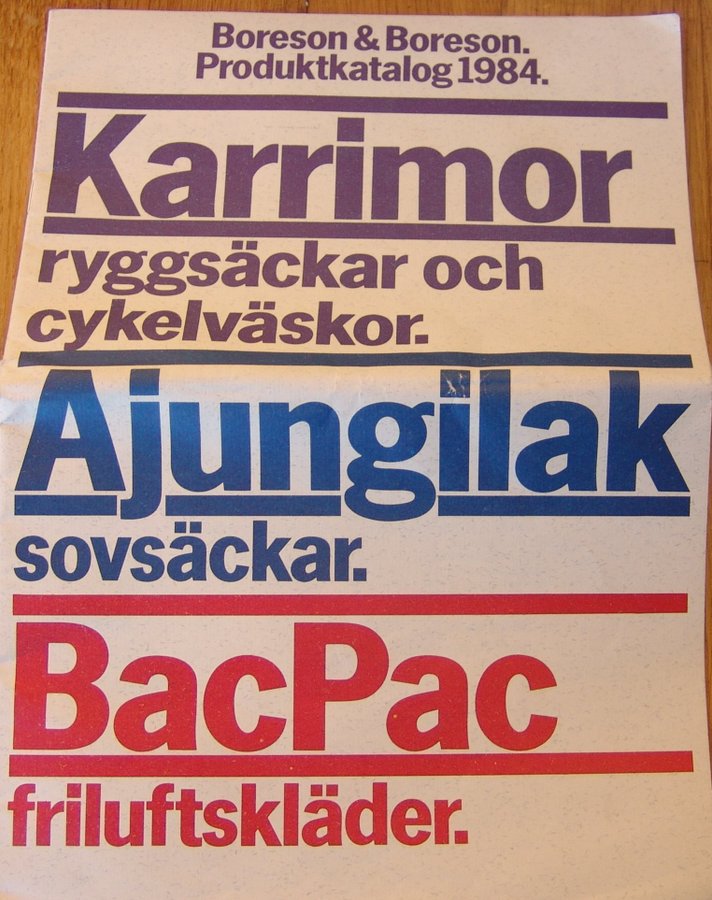 Boreson & Boreson.
Produktkatalog 1984.
Karrimor
ryggsäckar och
cykelväskor.
Ajungilak
sovsäckar.
BacPac
friluftskläder.